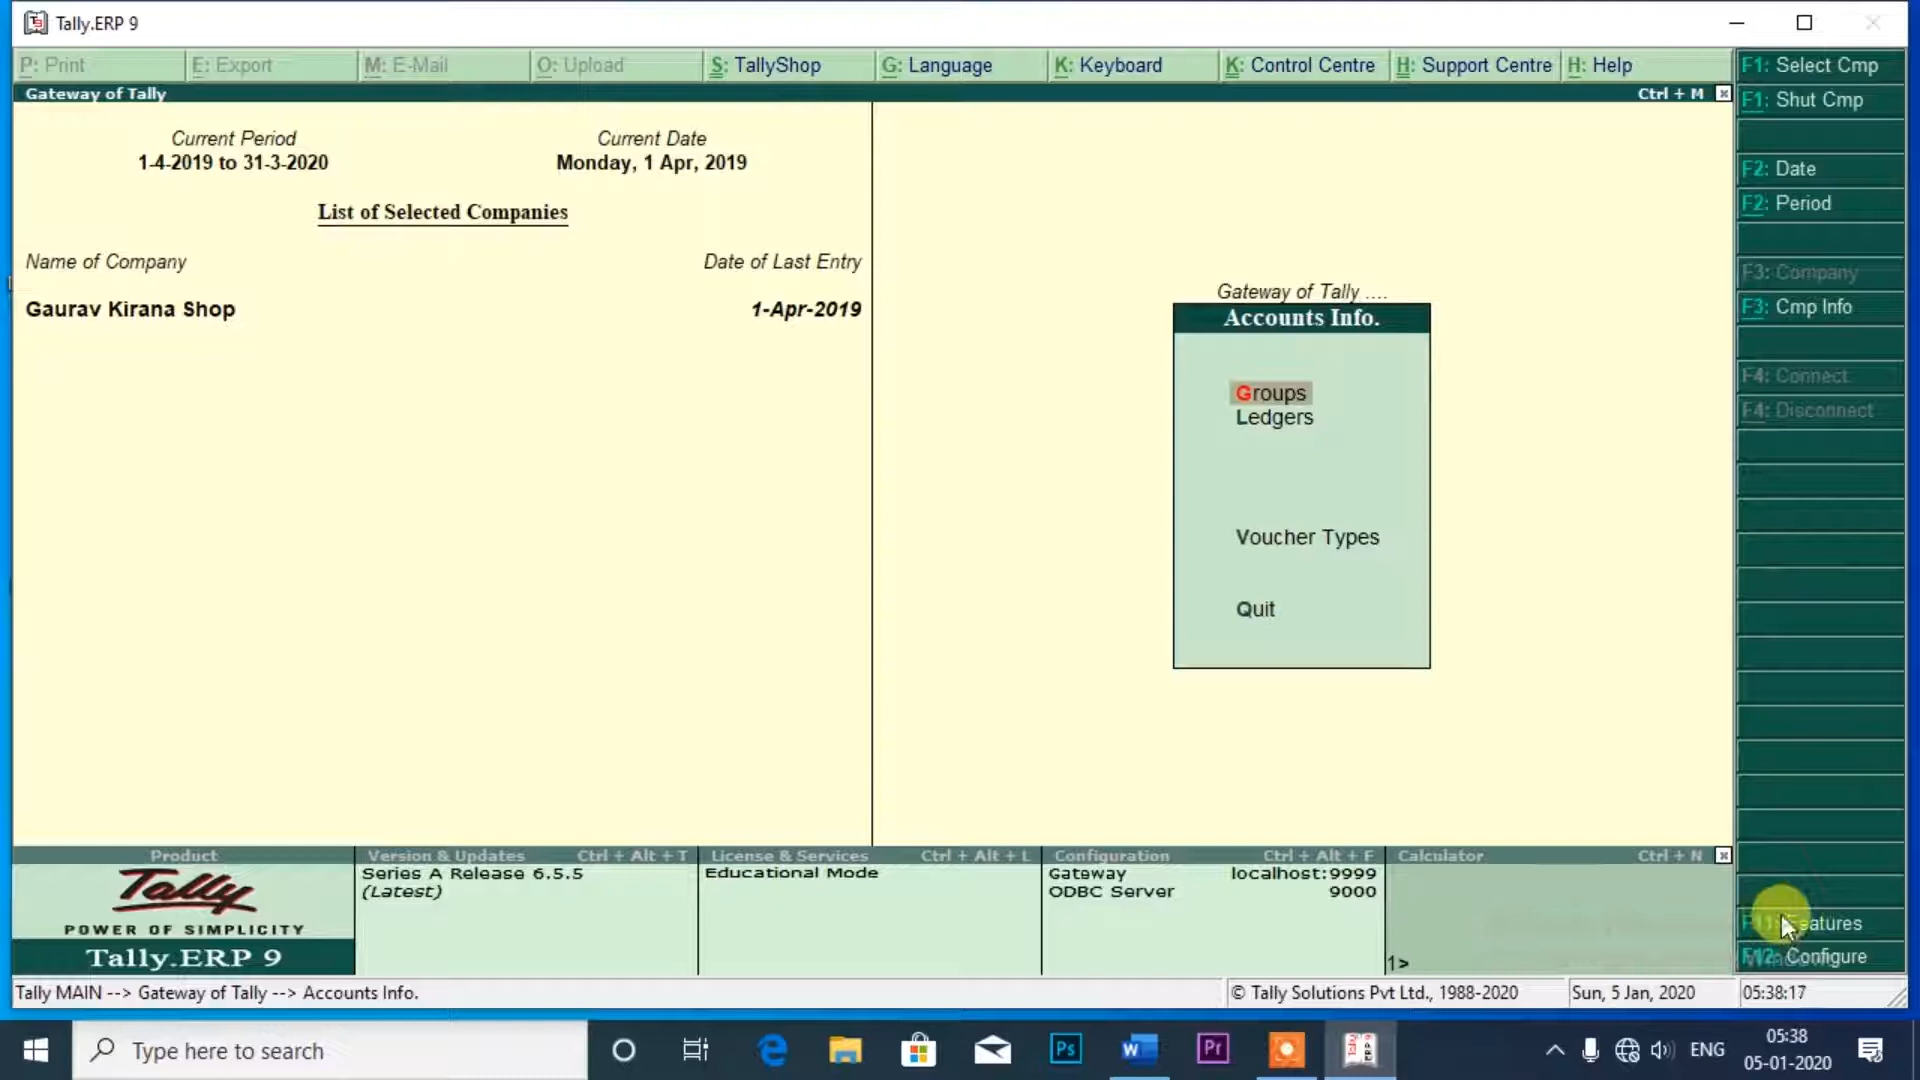 Tally.ERP 9
P: Print
E: Export
M: E-Mail
O: Upload
S: TallyShop
G: Language
K: Keyboard
K: Control Centre
H: Support Centre
H: Help
Gateway of Tally
Ctrl + M
Current Period
1-4-2019 to 31-3-2020
Current Date
Monday, 1 Apr, 2019
List of Selected Companies
Name of Company
Date of Last Entry
Gaurav Kirana Shop
1-Apr-2019
Gateway of Tally ....
Accounts Info.
Groups
Ledgers
Voucher Types
Quit
F1: Select Cmp
F1: Shut Cmp
F2: Date
F2: Period
F3: Company
F3: Cmp Info
F4: Connect
F4: Disconnect
F11: Features
F12: Configure
Product
Tally
POWER OF SIMPLICITY
Tally.ERP 9
Version & Updates
Ctrl + Alt + T
Series A Release 6.5.5
(Latest)
License & Services
Ctrl + Alt + L
Educational Mode
Configuration
Ctrl + Alt + F
Gateway
localhost:9999
ODBC Server
9000
Calculator
Ctrl + N
1>
Tally MAIN --> Gateway of Tally --> Accounts Info.
© Tally Solutions Pvt Ltd., 1988-2020
Sun, 5 Jan, 2020
05:38:17
Type here to search
Ps
W
Pr
ENG
05:38
05-01-2020